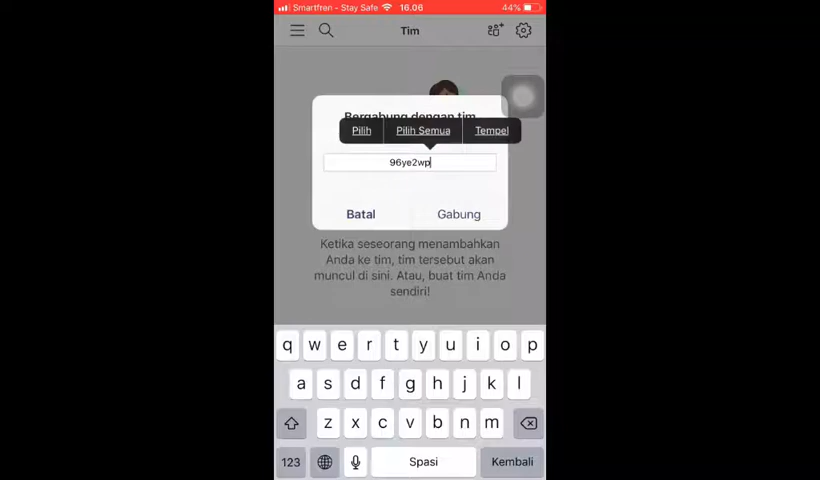 Smartfren - Stay Safe 16.06 44%
Tim
Bergabung dengan tim
Pilih Pilih Semua Tempel
96ye2wp
Batal Gabung
Ketika seseorang menambahkan
Anda ke tim, tim tersebut akan
muncul di sini. Atau, buat tim Anda
sendiri!
q w e r t y u i o p
a s d f g h j k l
z x c v b n m
123 Spasi Kembali